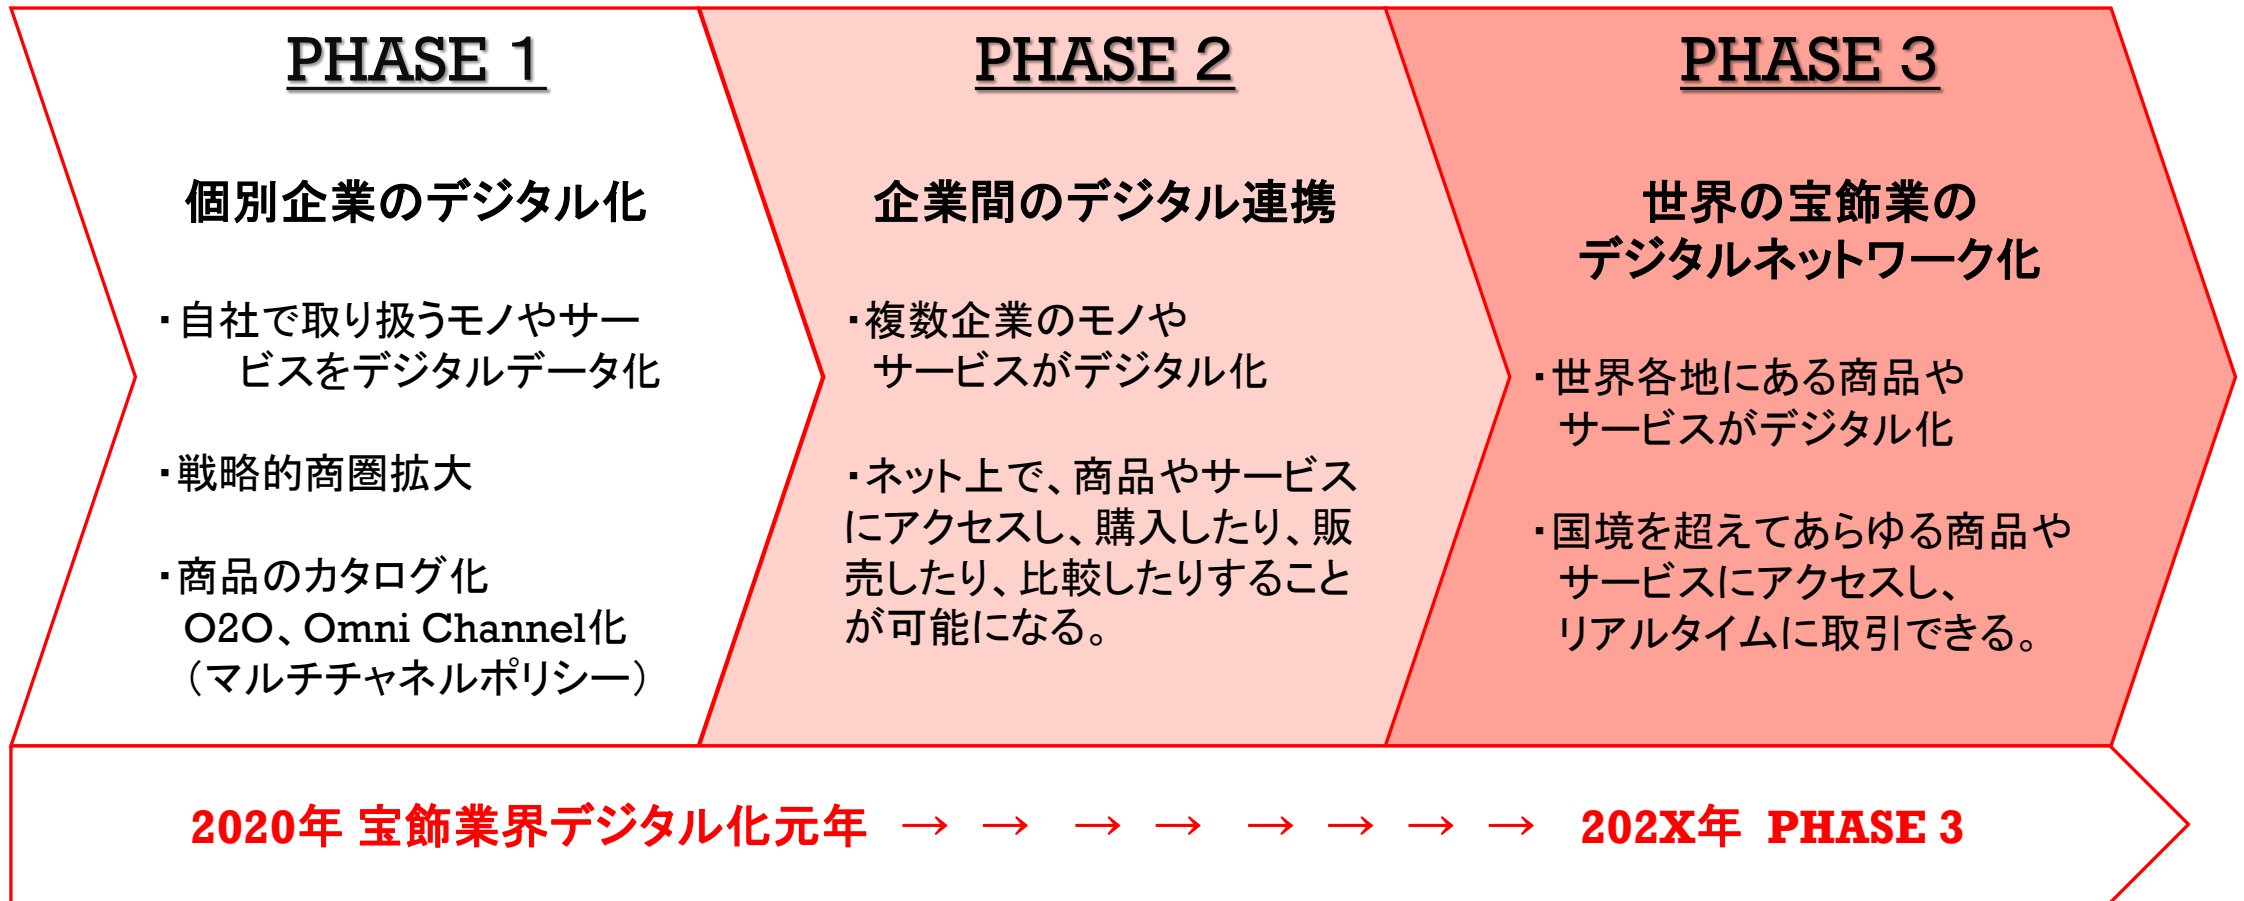 PHASE 1
個別企業のデジタル化
・自社で取り扱うモノやサー
ビスをデジタルデータ化
・戦略的商圏拡大
・商品のカタログ化
O2O、Omni Channel化
（マルチチャネルポリシー）
PHASE 2
企業間のデジタル連携
・複数企業のモノや
サービスがデジタル化
・ネット上で、商品やサービス
にアクセスし、購入したり、販
売したり、比較したりすること
が可能になる。
PHASE 3
世界の宝飾業の
デジタルネットワーク化
・世界各地にある商品や
サービスがデジタル化
・国境を超えてあらゆる商品や
サービスにアクセスし、
リアルタイムに取引できる。
2020年 宝飾業界デジタル化元年 → → → → → → → → 202X年 PHASE 3